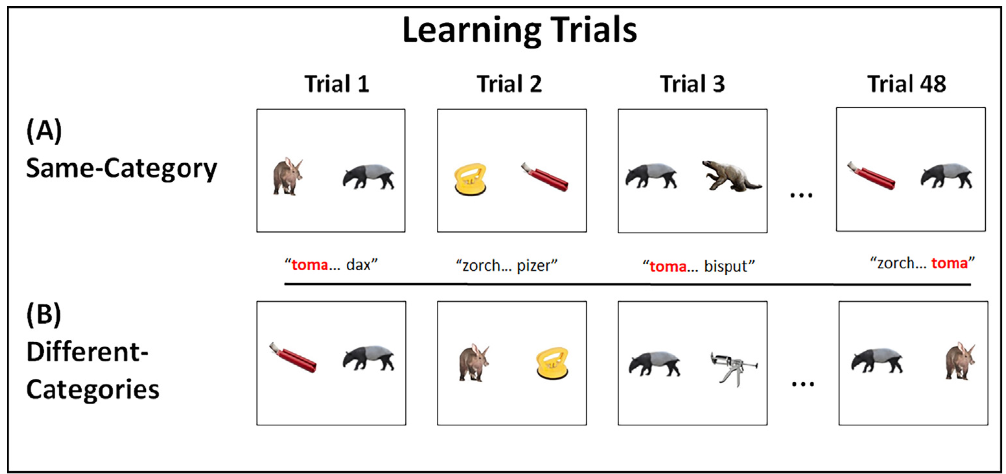 Learning Trials
Trial 1 Trial 2 Trial 3 Trial 48
(A)
Same-Category
...
“toma... dax” “zorch... pizer” “toma... bisput” “zorch... toma”
(B)
Different-
Categories
...